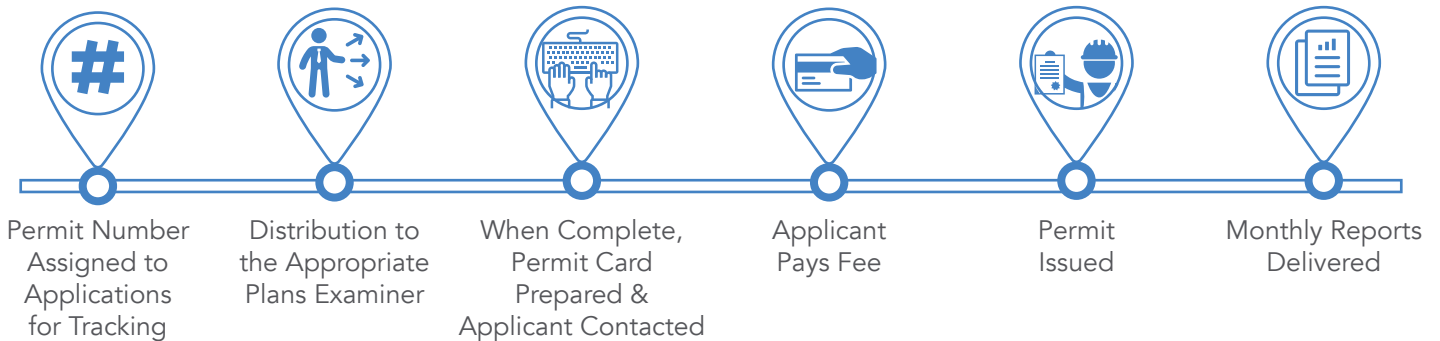 #
Permit Number
Assigned to
Applications
for Tracking
Distribution to
the Appropriate
Plans Examiner
When Complete,
Permit Card
Prepared &
Applicant Contacted
Applicant
Pays Fee
Permit
Issued
Monthly Reports
Delivered